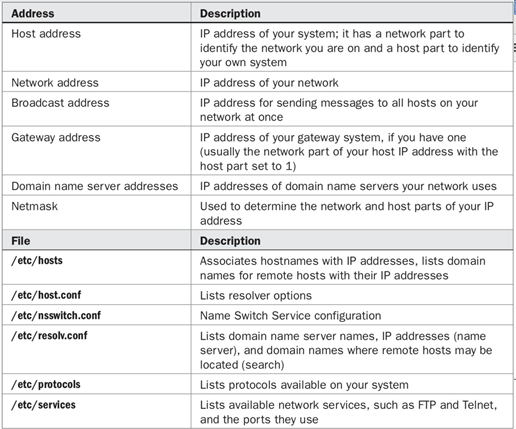 Address Description
Host address IP address of your system; it has a network part to
identify the network you are on and a host part to identify
your own system
Network address IP address of your network
Broadcast address IP address for sending messages to all hosts on your
network at once
Gateway address IP address of your gateway system, if you have one
(usually the network part of your host IP address with the
host part set to 1)
Domain name server addresses IP addresses of domain name servers your network uses
Netmask Used to determine the network and host parts of your IP
address
File Description
/etc/hosts Associates hostnames with IP addresses, lists domain
names for remote hosts with their IP addresses
/etc/host.conf Lists resolver options
/etc/nsswitch.conf Name Switch Service configuration
/etc/resolv.conf Lists domain name server names, IP addresses (name
server), and domain names where remote hosts may be
located (search)
/etc/protocols Lists protocols available on your system
/etc/services Lists available network services, such as FTP and Telnet,
and the ports they use